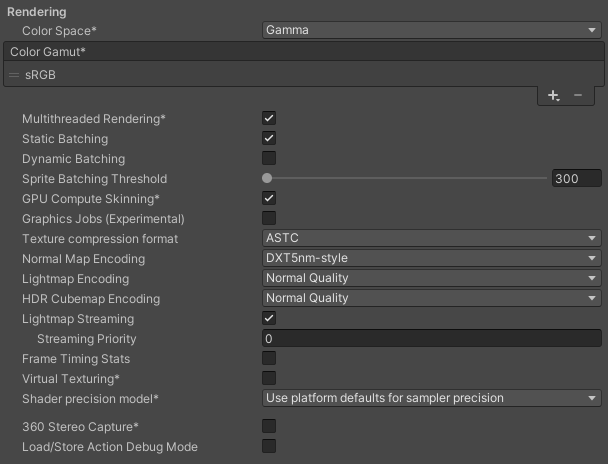 Rendering
Color Space* Gamma
Color Gamut*
sRGB
Multithreaded Rendering*
Static Batching
Dynamic Batching
Sprite Batching Threshold 300
GPU Compute Skinning*
Graphics Jobs (Experimental)
Texture compression format ASTC
Normal Map Encoding DXT5nm-style
Lightmap Encoding Normal Quality
HDR Cubemap Encoding Normal Quality
Lightmap Streaming
Streaming Priority 0
Frame Timing Stats
Virtual Texturing*
Shader precision model* Use platform defaults for sampler precision
360 Stereo Capture*
Load/Store Action Debug Mode